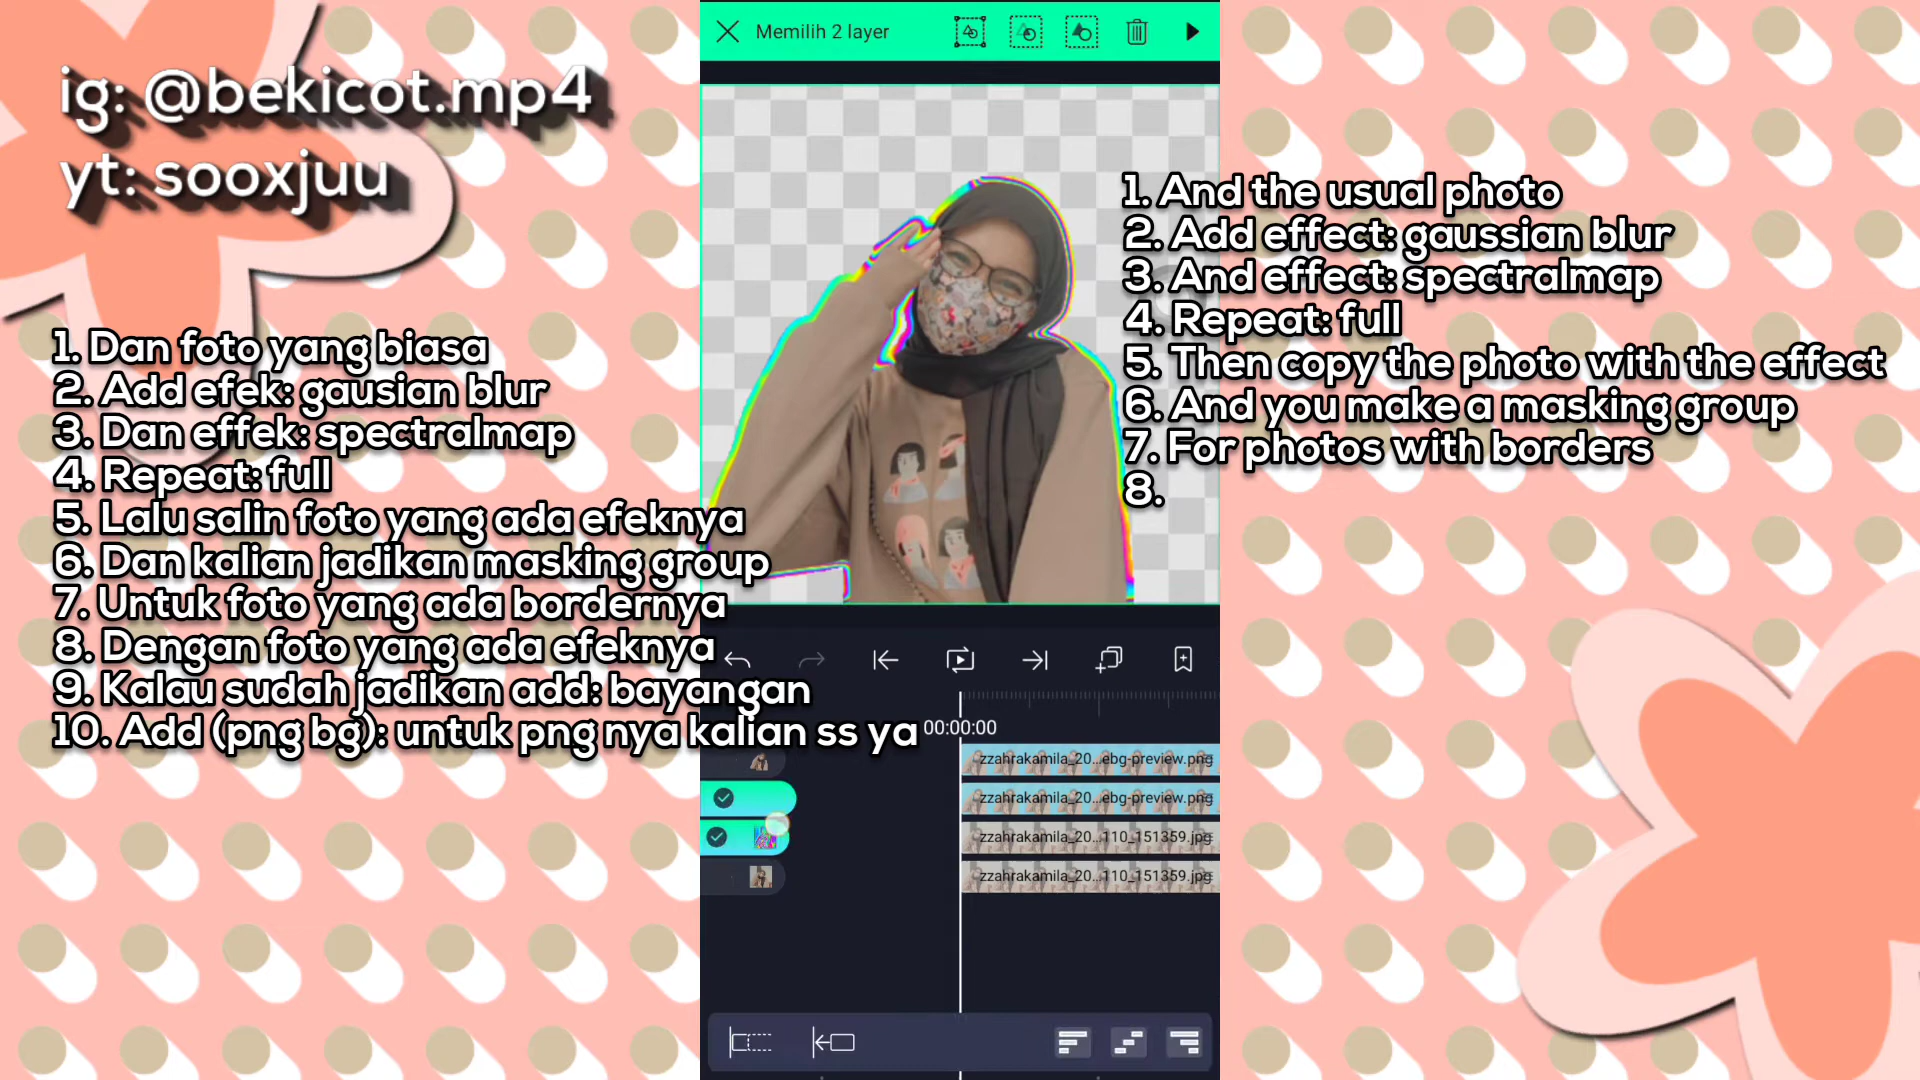 ig: @bekicot.mp4
yt: sooxjuu
1. Dan foto yang biasa
2. Add efek: gausian blur
3. Dan effek: spectralmap
4. Repeat: full
5. Lalu salin foto yang ada efeknya
6. Dan kalian jadikan masking group
7. Untuk foto yang ada bordernya
8. Dengan foto yang ada efeknya
9. Kalau sudah jadikan add: bayangan
10. Add (png bg): untuk png nya kalian ss ya
Memilih 2 layer
1. And the usual photo
2. Add effect: gaussian blur
3. And effect: spectralmap
4. Repeat: full
5. Then copy the photo with the effect
6. And you make a masking group
7. For photos with borders
8.
00:00:00
zzahrakamila_20...ebg-preview.png
zzahrakamila_20...ebg-preview.png
zzahrakamila_20...110_151359.jpg
zzahrakamila_20...110_151359.jpg